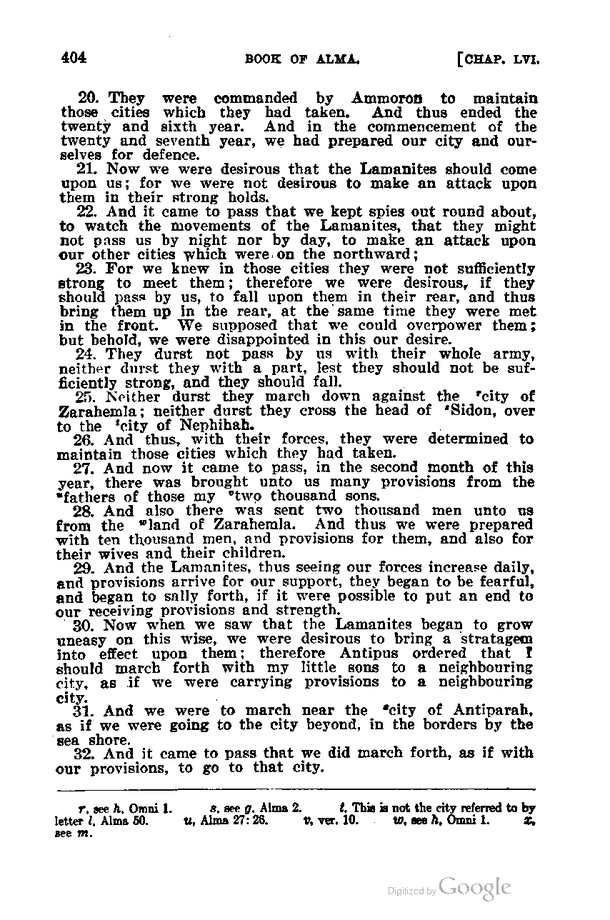 404 BOOK OF ALMA. [CHAP. LVI.
20. They were commanded by Ammoron to maintain
those cities which they had taken. And thus ended the
twenty and sixth year. And in the commencement of the
twenty and seventh year, we had prepared our city and our-
selves for defence.
21. Now we were desirous that the Lamanites should come
upon us; for we were not desirous to make an attack upon
them in their strong holds.
22. And it came to pass that we kept spies out round about,
to watch the movements of the Lamanites, that they might
not pass us by night nor by day, to make an attack upon
our other cities which were on the northward;
23. For we knew in those cities they were not sufficiently
strong to meet them; therefore we were desirous, if they
should pass by us, to fall upon them in their rear, and thus
bring them up in the rear, at the same time they were met
in the front. We supposed that we could overpower them;
but behold, we were disappointed in this our desire.
24. They durst not pass by us with their whole army,
neither durst they with a part, lest they should not be suf-
ficiently strong, and they should fall.
25. Neither durst they march down against the ʳcity of
Zarahemla; neither durst they cross the head of ˢSidon, over
to the ᵗcity of Nephihah.
26. And thus, with their forces, they were determined to
maintain those cities which they had taken.
27. And now it came to pass, in the second month of this
year, there was brought unto us many provisions from the
ᵘfathers of those my ᵛtwo thousand sons.
28. And also there was sent two thousand men unto us
from the ʷland of Zarahemla. And thus we were prepared
with ten thousand men, and provisions for them, and also for
their wives and their children.
29. And the Lamanites, thus seeing our forces increase daily,
and provisions arrive for our support, they began to be fearful,
and began to sally forth, if it were possible to put an end to
our receiving provisions and strength.
30. Now when we saw that the Lamanites began to grow
uneasy on this wise, we were desirous to bring a stratagem
into effect upon them; therefore Antipus ordered that I
should march forth with my little sons to a neighbouring
city, as if we were carrying provisions to a neighbouring
city.
31. And we were to march near the ˣcity of Antiparah,
as if we were going to the city beyond, in the borders by the
sea shore.
32. And it came to pass that we did march forth, as if with
our provisions, to go to that city.
r, see h, Omni 1. s, see g, Alma 2. t, This is not the city referred to by
letter l, Alma 50. u, Alma 27:26. v, ver. 10. w, see h, Omni 1. x,
see m.
Digitized by Google